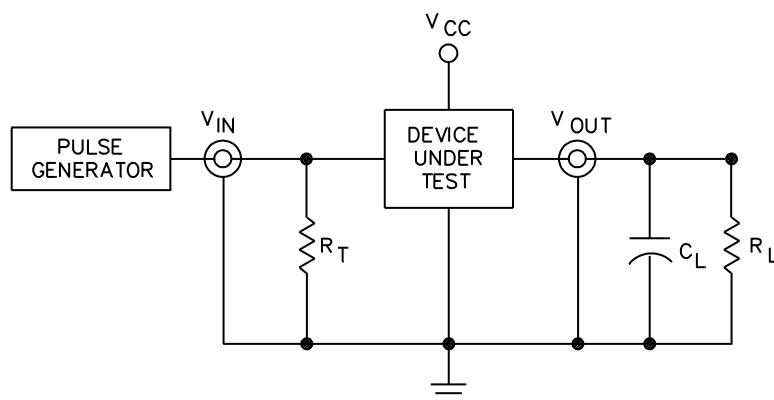 V CC
V IN
V OUT
PULSE
GENERATOR
DEVICE
UNDER
TEST
R T
C L
R L